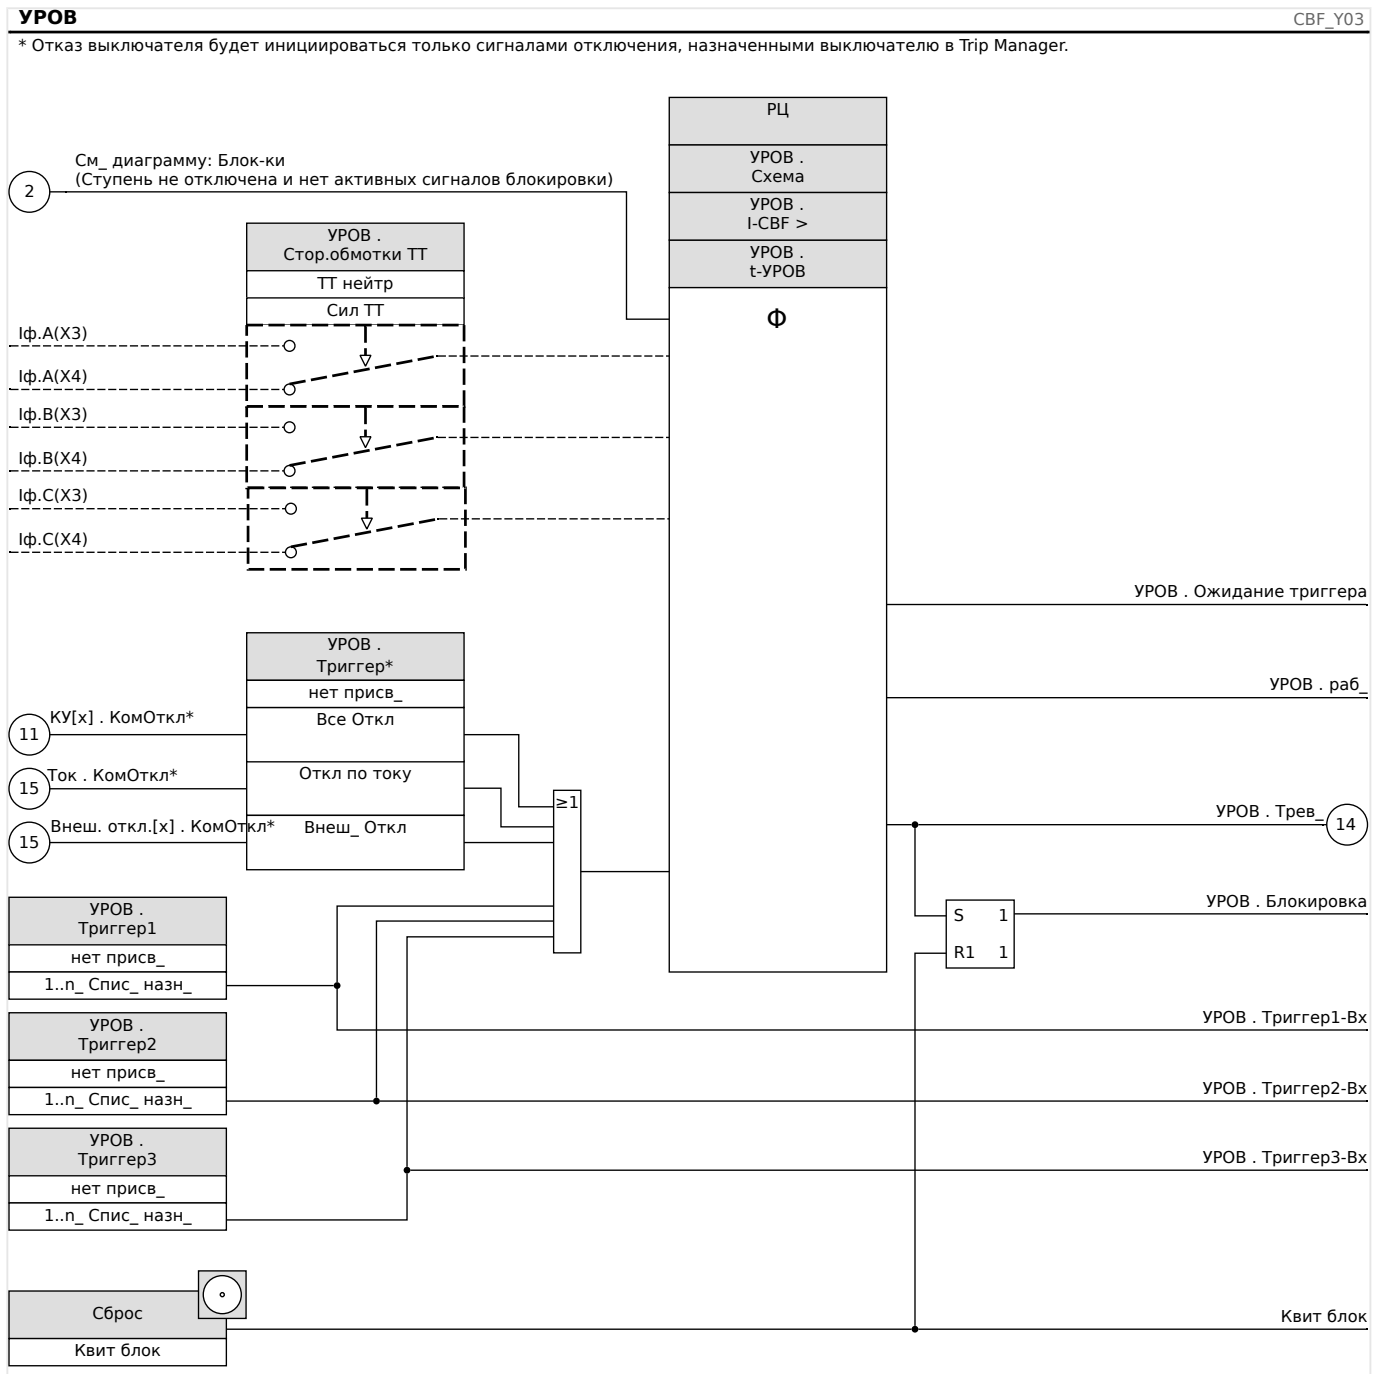 УРОВ
CBF_Y03
* Отказ выключателя будет инициироваться только сигналами отключения, назначенными выключателю в Trip Manager.
РЦ
УРОВ .
Схема
УРОВ .
I-CBF >
УРОВ .
t-УРОВ
Φ
2
См_ диаграмму: Блок-ки
(Ступень не отключена и нет активных сигналов блокировки)
УРОВ .
Стор.обмотки ТТ
ТТ нейтр
Сил ТТ
Iф.A(X3)
Iф.A(X4)
Iф.B(X3)
Iф.B(X4)
Iф.C(X3)
Iф.C(X4)
УРОВ . Ожидание триггера
УРОВ . раб_
УРОВ .
Триггер*
нет присв_
11
КУ[x] . КомОткл*
Все Откл
15
Ток . КомОткл*
Откл по току
15
Внеш. откл.[x] . КомОткл*
Внеш_ Откл
≥1
УРОВ . Трев_
14
УРОВ . Блокировка
S 1
R1 1
УРОВ .
Триггер1
нет присв_
1..n_ Спис_ назн_
УРОВ . Триггер1-Вх
УРОВ .
Триггер2
нет присв_
1..n_ Спис_ назн_
УРОВ . Триггер2-Вх
УРОВ .
Триггер3
нет присв_
1..n_ Спис_ назн_
УРОВ . Триггер3-Вх
Сброс
Квит блок
Квит блок